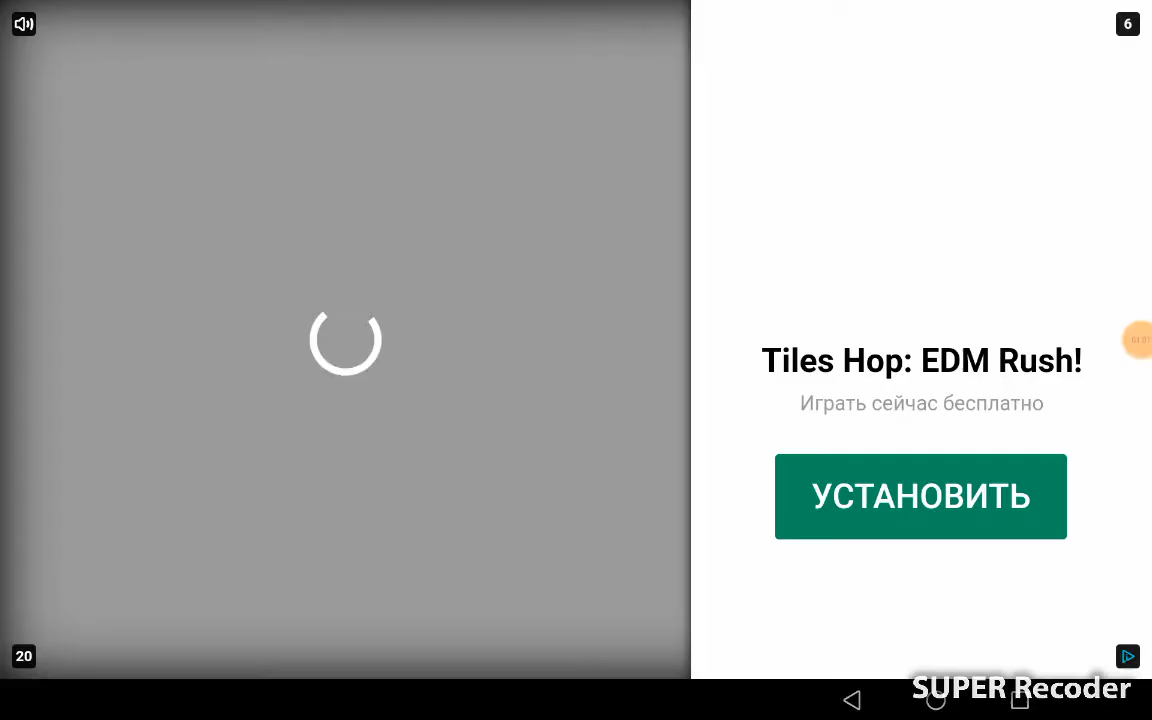 6
Tiles Hop: EDM Rush!
Играть сейчас бесплатно
УСТАНОВИТЬ
20
SUPER Recoder